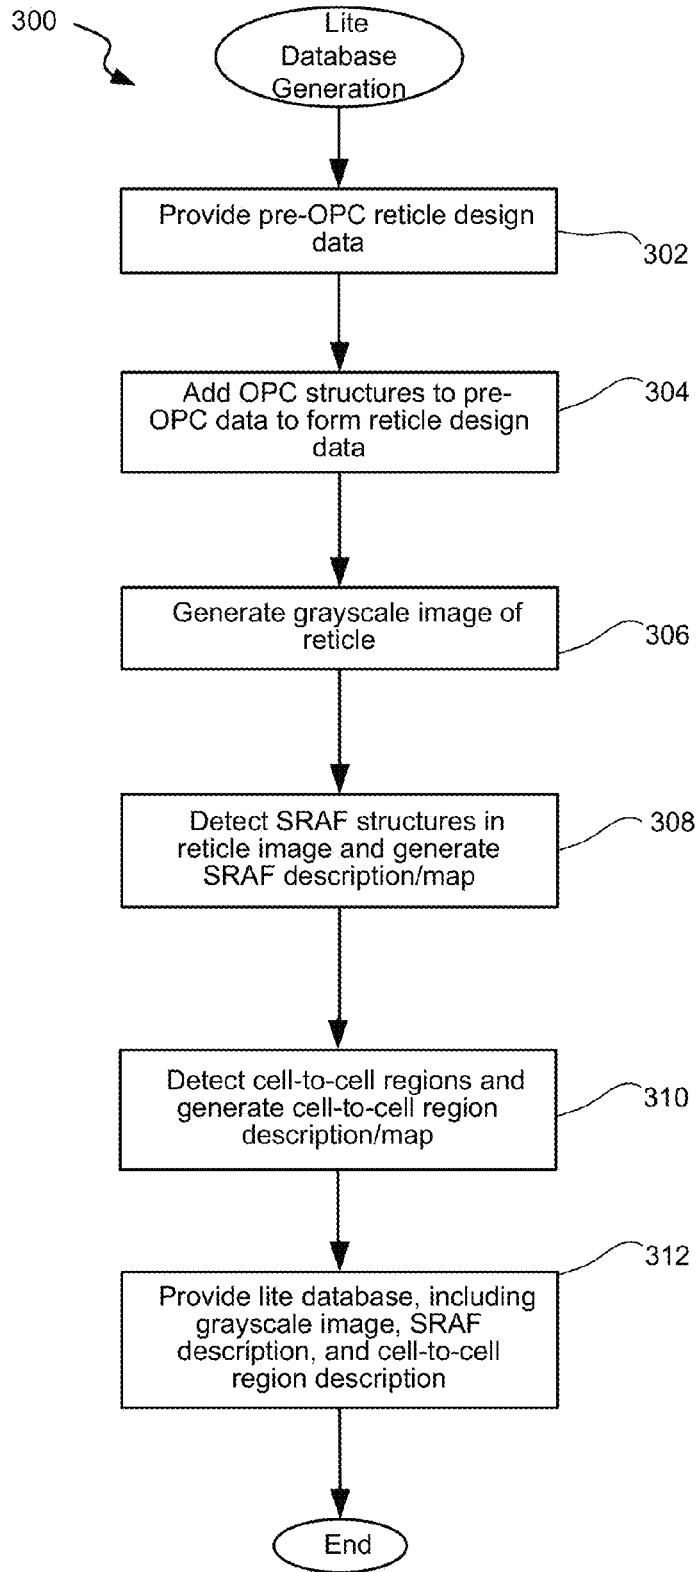 300
Lite
Database
Generation
Provide pre-OPC reticle design
data
302
Add OPC structures to pre-
OPC data to form reticle design
data
304
Generate grayscale image of
reticle
306
Detect SRAF structures in
reticle image and generate
SRAF description/map
308
Detect cell-to-cell regions and
generate cell-to-cell region
description/map
310
Provide lite database, including
grayscale image, SRAF
description, and cell-to-cell
region description
312
End